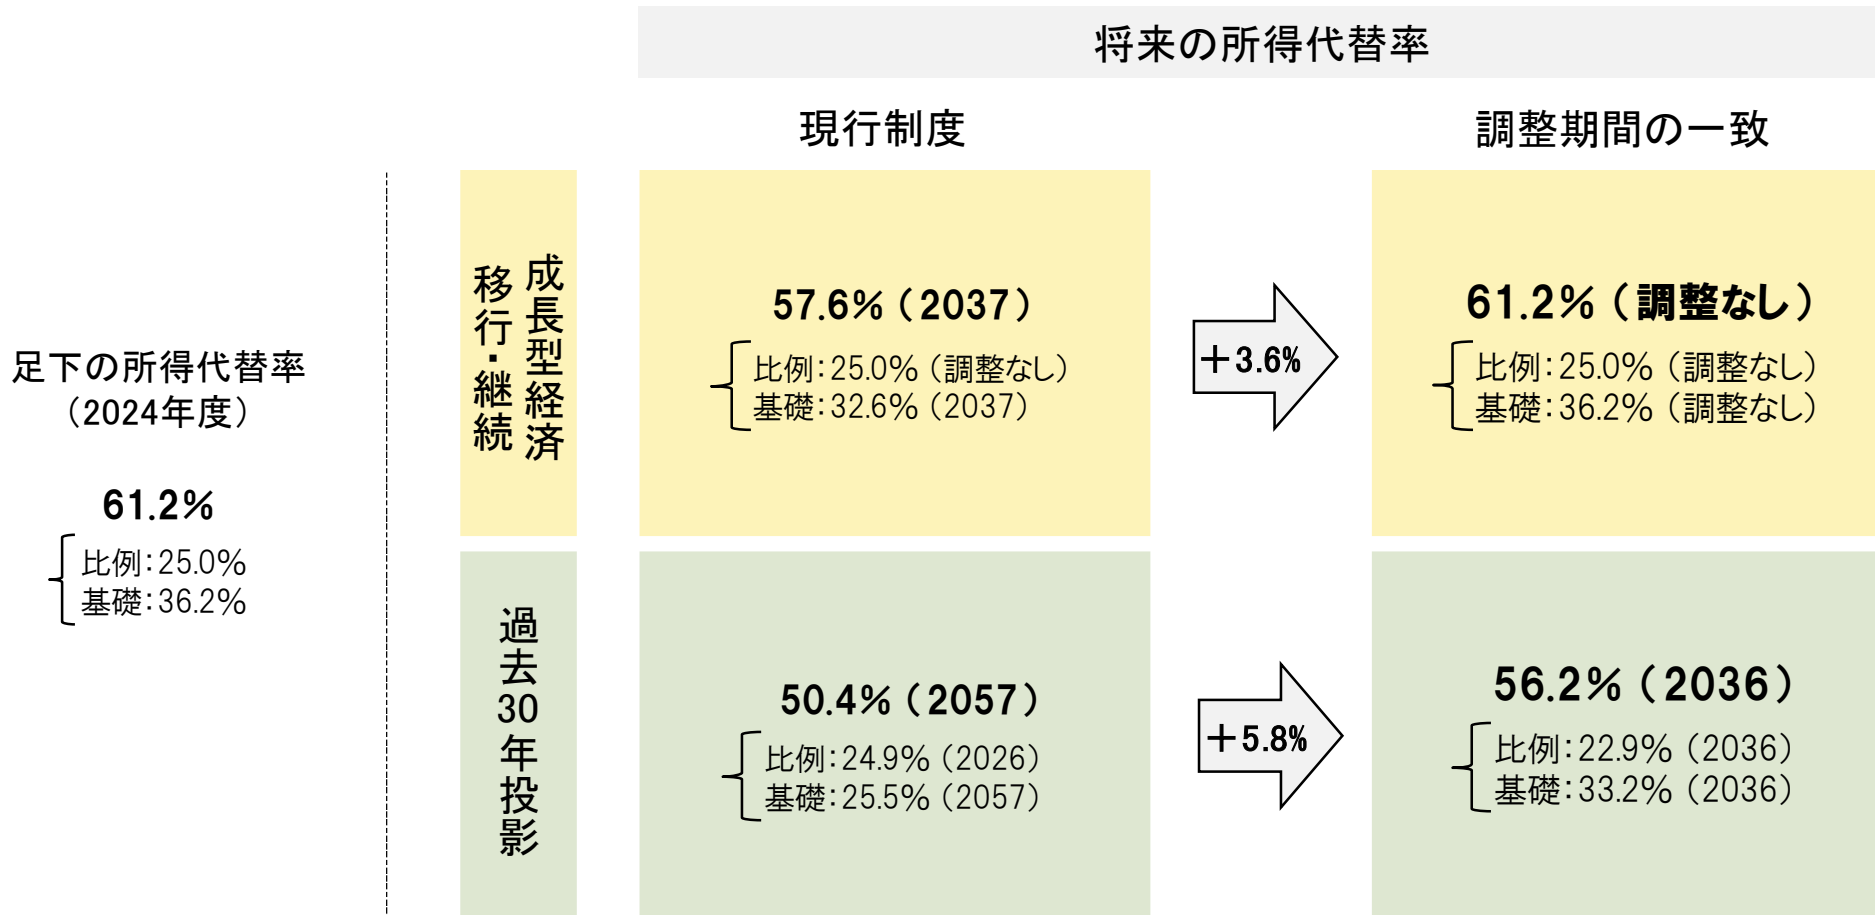 将来の所得代替率
現行制度
調整期間の一致
足下の所得代替率
（2024年度）
61.2%
比例：25.0%
基礎：36.2%
成長型経済
移行・継続
57.6%（2037）
比例：25.0%（調整なし）
基礎：32.6%（2037）
＋3.6%
61.2%（調整なし）
比例：25.0%（調整なし）
基礎：36.2%（調整なし）
過去30年投影
50.4%（2057）
比例：24.9%（2026）
基礎：25.5%（2057）
＋5.8%
56.2%（2036）
比例：22.9%（2036）
基礎：33.2%（2036）